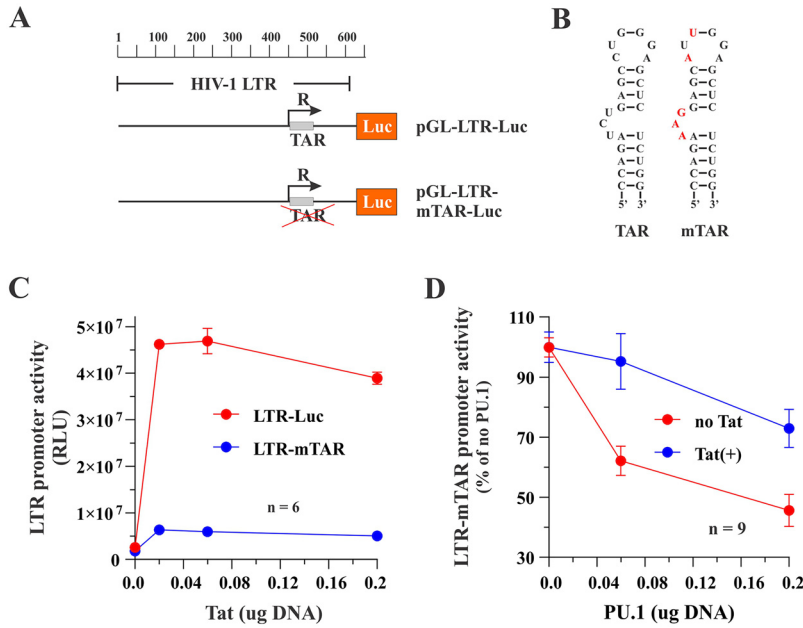 A
1 100 200 300 400 500 600
HIV-1 LTR
R
TAR
Luc
pGL-LTR-Luc
R
TAR
Luc
pGL-LTR-
mTAR-Luc
B
G G
U G
C A
C G
G C
A U
G C
U
C
U A U
G C
A U
C G
C G
5' 3'
TAR
U G
U G
A A
C G
G C
A U
G C
G
A
A A U
G C
A U
C G
C G
5' 3'
mTAR
C
LTR promoter activity
(RLU)
5×10⁷
4×10⁷
3×10⁷
2×10⁷
1×10⁷
0
LTR-Luc
LTR-mTAR
n = 6
0.00 0.04 0.08 0.12 0.16 0.2
Tat (ug DNA)
D
LTR-mTAR promoter activity
(% of no PU.1)
110
90
70
50
30
no Tat
Tat(+)
n = 9
0.0 0.04 0.08 0.12 0.16 0.2
PU.1 (ug DNA)